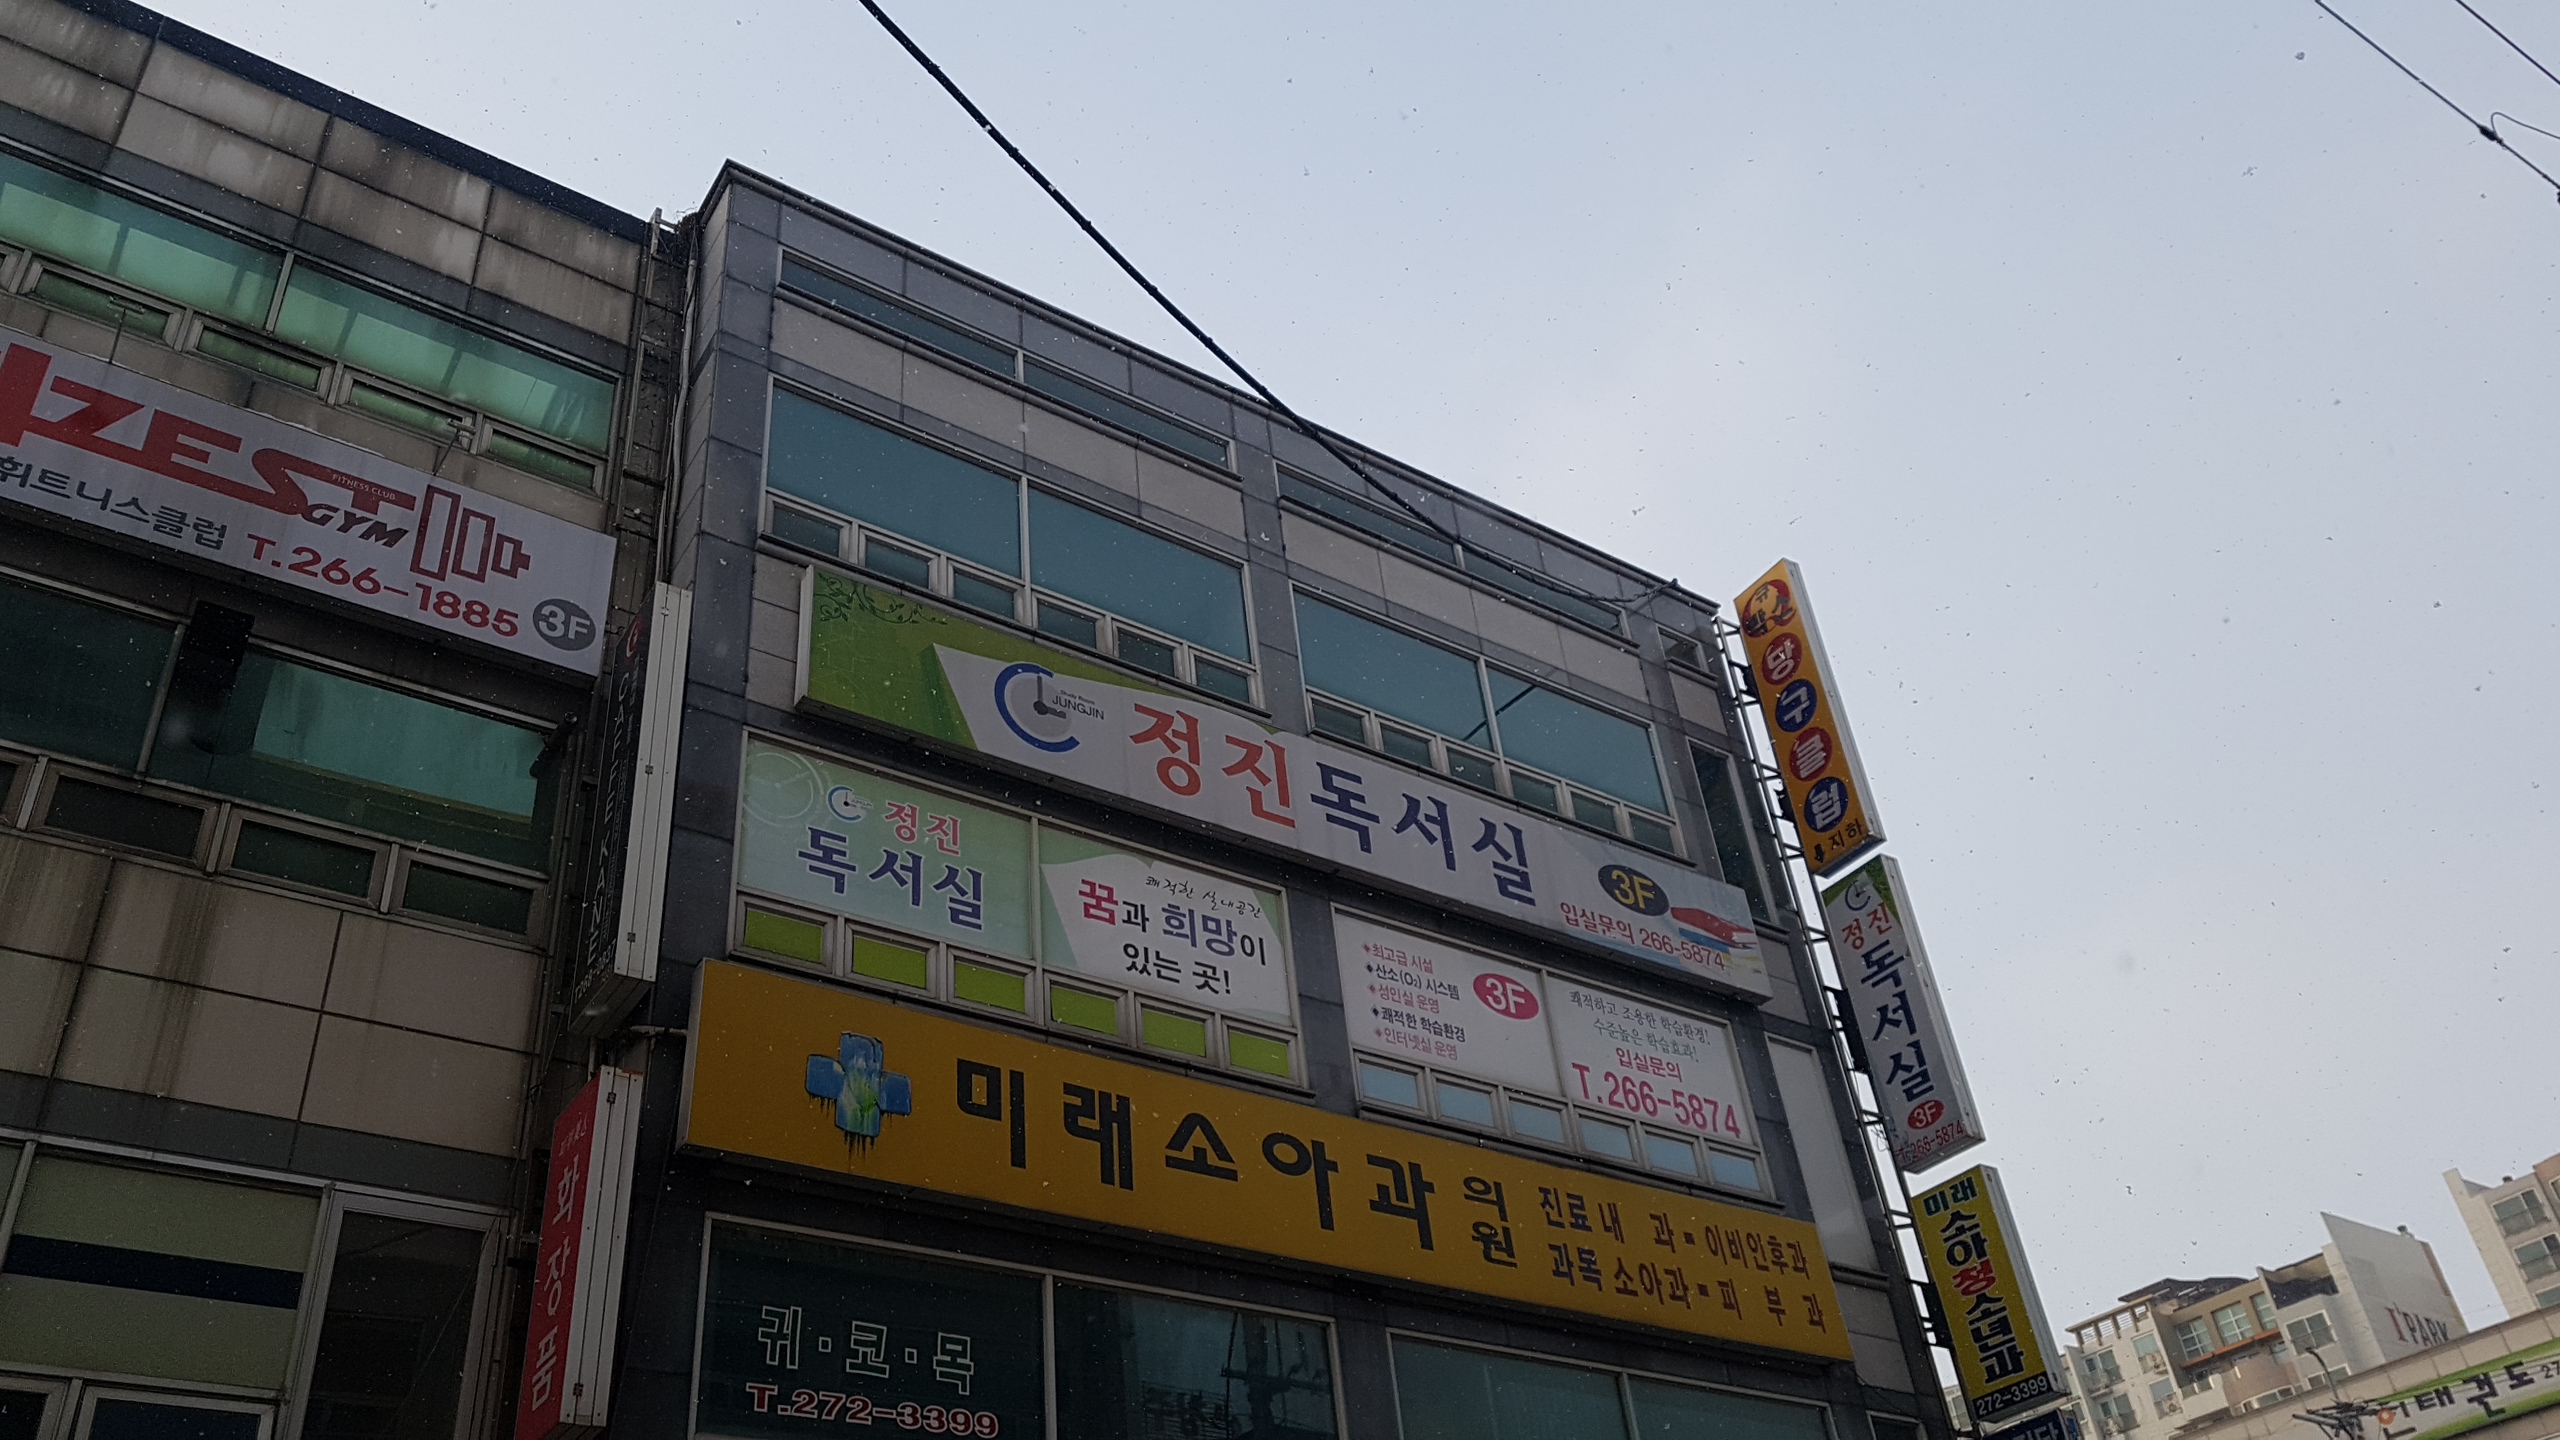 ZEST
FITNESS CLUB
GYM
휘트니스클럽 T.266-1885 3F
Study Room
JUNGJIN
정진독서실
3F
입실문의 266-5874
정진
독서실
쾌적한 실내공간
꿈과 희망이
있는 곳!
최고급 시설
산소(O₂) 시스템
성인실 운영
쾌적한 학습환경
인터넷실 운영
3F
쾌적하고 조용한 학습환경!
수준높은 학습효과!
입실문의
T.266-5874
미래소아과의원
진료 내 과 이비인후과
과목 소아과 피 부 과
귀·코·목
T.272-3399
화장품
당구클럽
지하
정진
독서실
3F
266-5874
미래
소아청소년과
272-3399
I'PARK
태권도